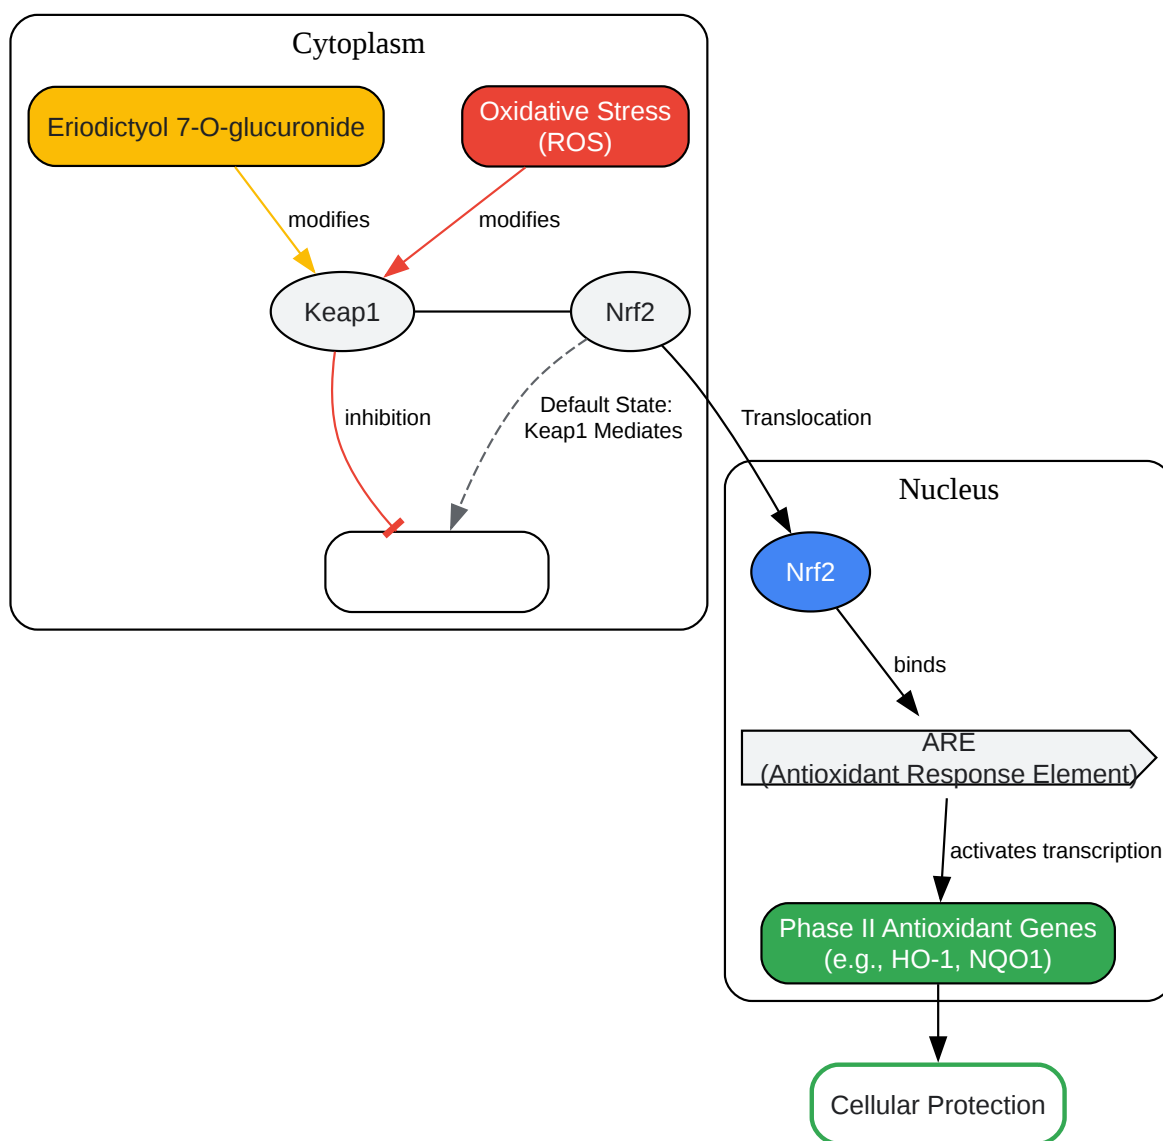 Cytoplasm
Eriodictyol 7-O-glucuronide
Oxidative Stress
(ROS)
modifies
modifies
Keap1
Nrf2
inhibition
Default State:
Keap1 Mediates
Translocation
Nucleus
Nrf2
binds
ARE
(Antioxidant Response Element)
activates transcription
Phase II Antioxidant Genes
(e.g., HO-1, NQO1)
Cellular Protection